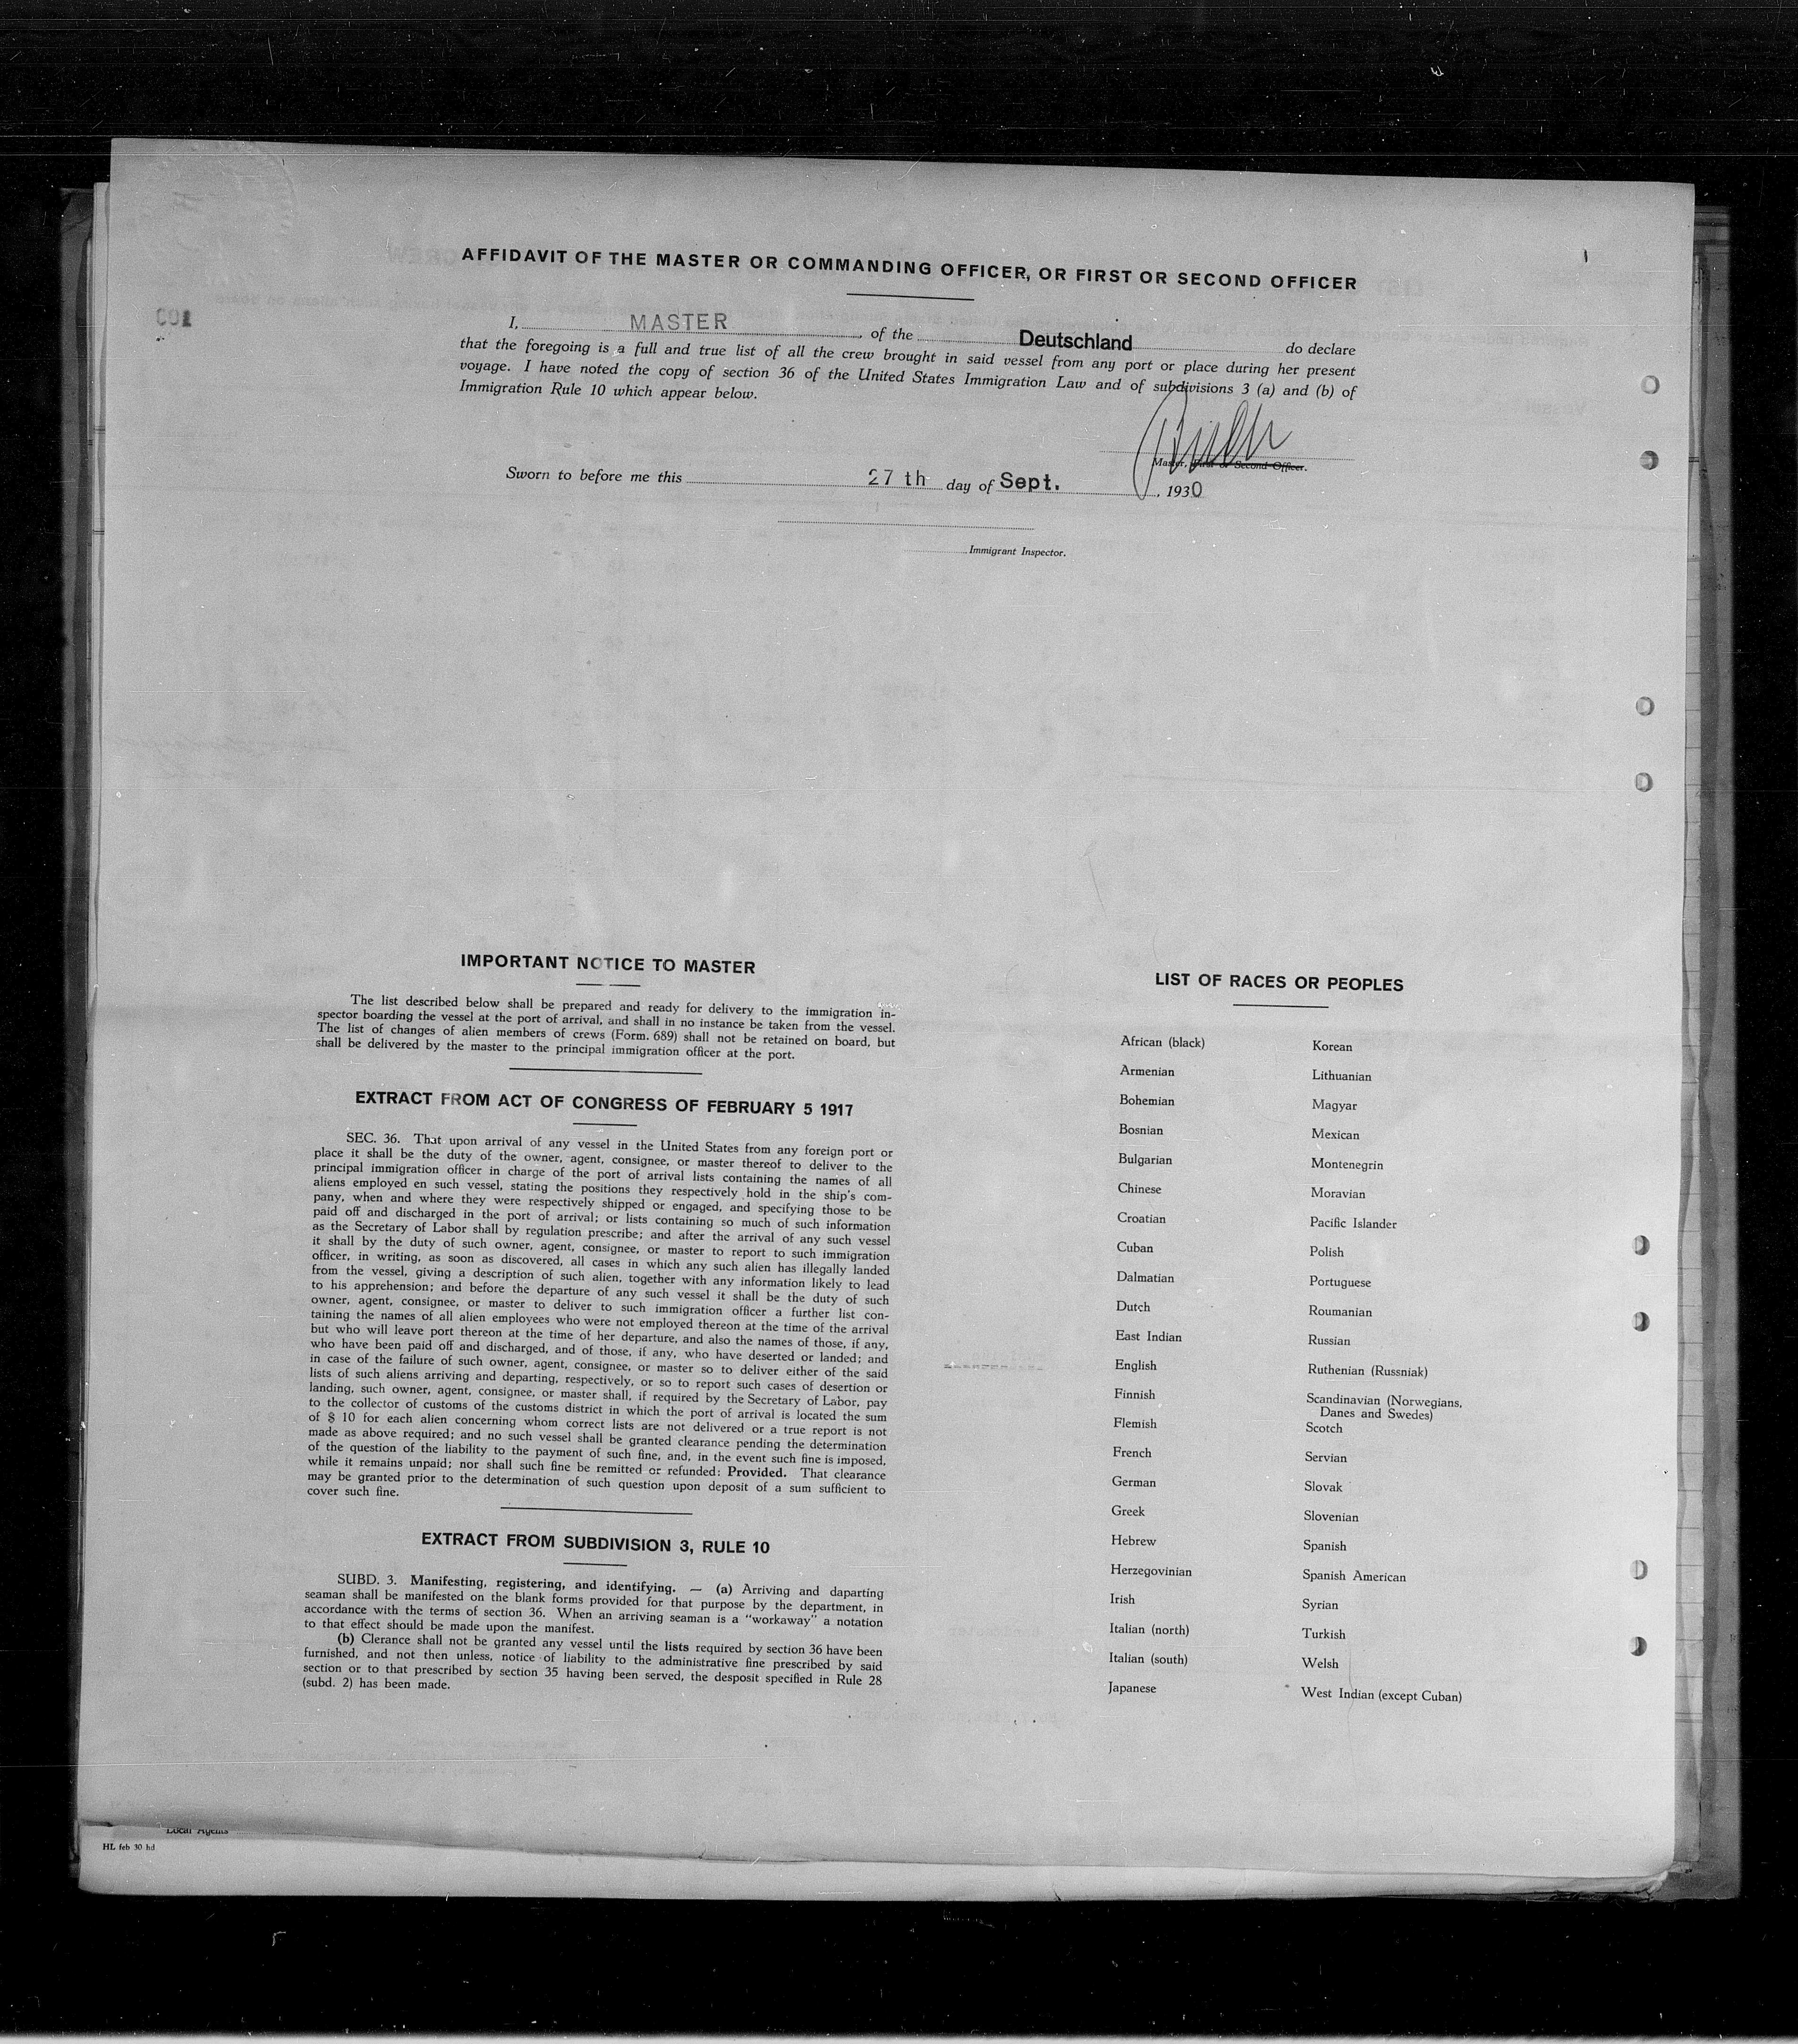 AFFIDAVIT OF THE MASTER OR COMMANDING OFFICER, OR FIRST OR SECOND OFFICER
I, MASTER of the Deutschland do declare
that the foregoing is a full and true list of all the crew brought in said vessel from any port or place during her present
voyage. I have noted the copy of section 36 of the United States Immigration Law and of subdivisions 3 (a) and (b) of
Immigration Rule 10 which appear below.
Master, First or Second Officer.
Sworn to before me this 27 th day of Sept. , 1930
Immigrant Inspector.
IMPORTANT NOTICE TO MASTER
The list described below shall be prepared and ready for delivery to the immigration in-
spector boarding the vessel at the port of arrival, and shall in no instance be taken from the vessel.
The list of changes of alien members of crews (Form. 689) shall not be retained on board, but
shall be delivered by the master to the principal immigration officer at the port.
EXTRACT FROM ACT OF CONGRESS OF FEBRUARY 5 1917
SEC. 36. That upon arrival of any vessel in the United States from any foreign port or
place it shall be the duty of the owner, agent, consignee, or master thereof to deliver to the
principal immigration officer in charge of the port of arrival lists containing the names of all
aliens employed en such vessel, stating the positions they respectively hold in the ship's com-
pany, when and where they were respectively shipped or engaged, and specifying those to be
paid off and discharged in the port of arrival; or lists containing so much of such information
as the Secretary of Labor shall by regulation prescribe; and after the arrival of any such vessel
it shall by the duty of such owner, agent, consignee, or master to report to such immigration
officer, in writing, as soon as discovered, all cases in which any such alien has illegally landed
from the vessel, giving a description of such alien, together with any information likely to lead
to his apprehension; and before the departure of any such vessel it shall be the duty of such
owner, agent, consignee, or master to deliver to such immigration officer a further list con-
taining the names of all alien employees who were not employed thereon at the time of the arrival
but who will leave port thereon at the time of her departure, and also the names of those, if any,
who have been paid off and discharged, and of those, if any, who have deserted or landed; and
in case of the failure of such owner, agent, consignee, or master so to deliver either of the said
lists of such aliens arriving and departing, respectively, or so to report such cases of desertion or
landing, such owner, agent, consignee, or master shall, if required by the Secretary of Labor, pay
to the collector of customs of the customs district in which the port of arrival is located the sum
of $ 10 for each alien concerning whom correct lists are not delivered or a true report is not
made as above required; and no such vessel shall be granted clearance pending the determination
of the question of the liability to the payment of such fine, and, in the event such fine is imposed,
while it remains unpaid; nor shall such fine be remitted or refunded: Provided. That clearance
may be granted prior to the determination of such question upon deposit of a sum sufficient to
cover such fine.
EXTRACT FROM SUBDIVISION 3, RULE 10
SUBD. 3. Manifesting, registering, and identifying. — (a) Arriving and daparting
seaman shall be manifested on the blank forms provided for that purpose by the department, in
accordance with the terms of section 36. When an arriving seaman is a "workaway" a notation
to that effect should be made upon the manifest.
(b) Clerance shall not be granted any vessel until the lists required by section 36 have been
furnished, and not then unless, notice of liability to the administrative fine prescribed by said
section or to that prescribed by section 35 having been served, the desposit specified in Rule 28
(subd. 2) has been made.
LIST OF RACES OR PEOPLES
African (black)
Armenian
Bohemian
Bosnian
Bulgarian
Chinese
Croatian
Cuban
Dalmatian
Dutch
East Indian
English
Finnish
Flemish
French
German
Greek
Hebrew
Herzegovinian
Irish
Italian (north)
Italian (south)
Japanese
Korean
Lithuanian
Magyar
Mexican
Montenegrin
Moravian
Pacific Islander
Polish
Portuguese
Roumanian
Russian
Ruthenian (Russniak)
Scandinavian (Norwegians,
Danes and Swedes)
Scotch
Servian
Slovak
Slovenian
Spanish
Spanish American
Syrian
Turkish
Welsh
West Indian (except Cuban)
Local Agents
HL feb 30 hd